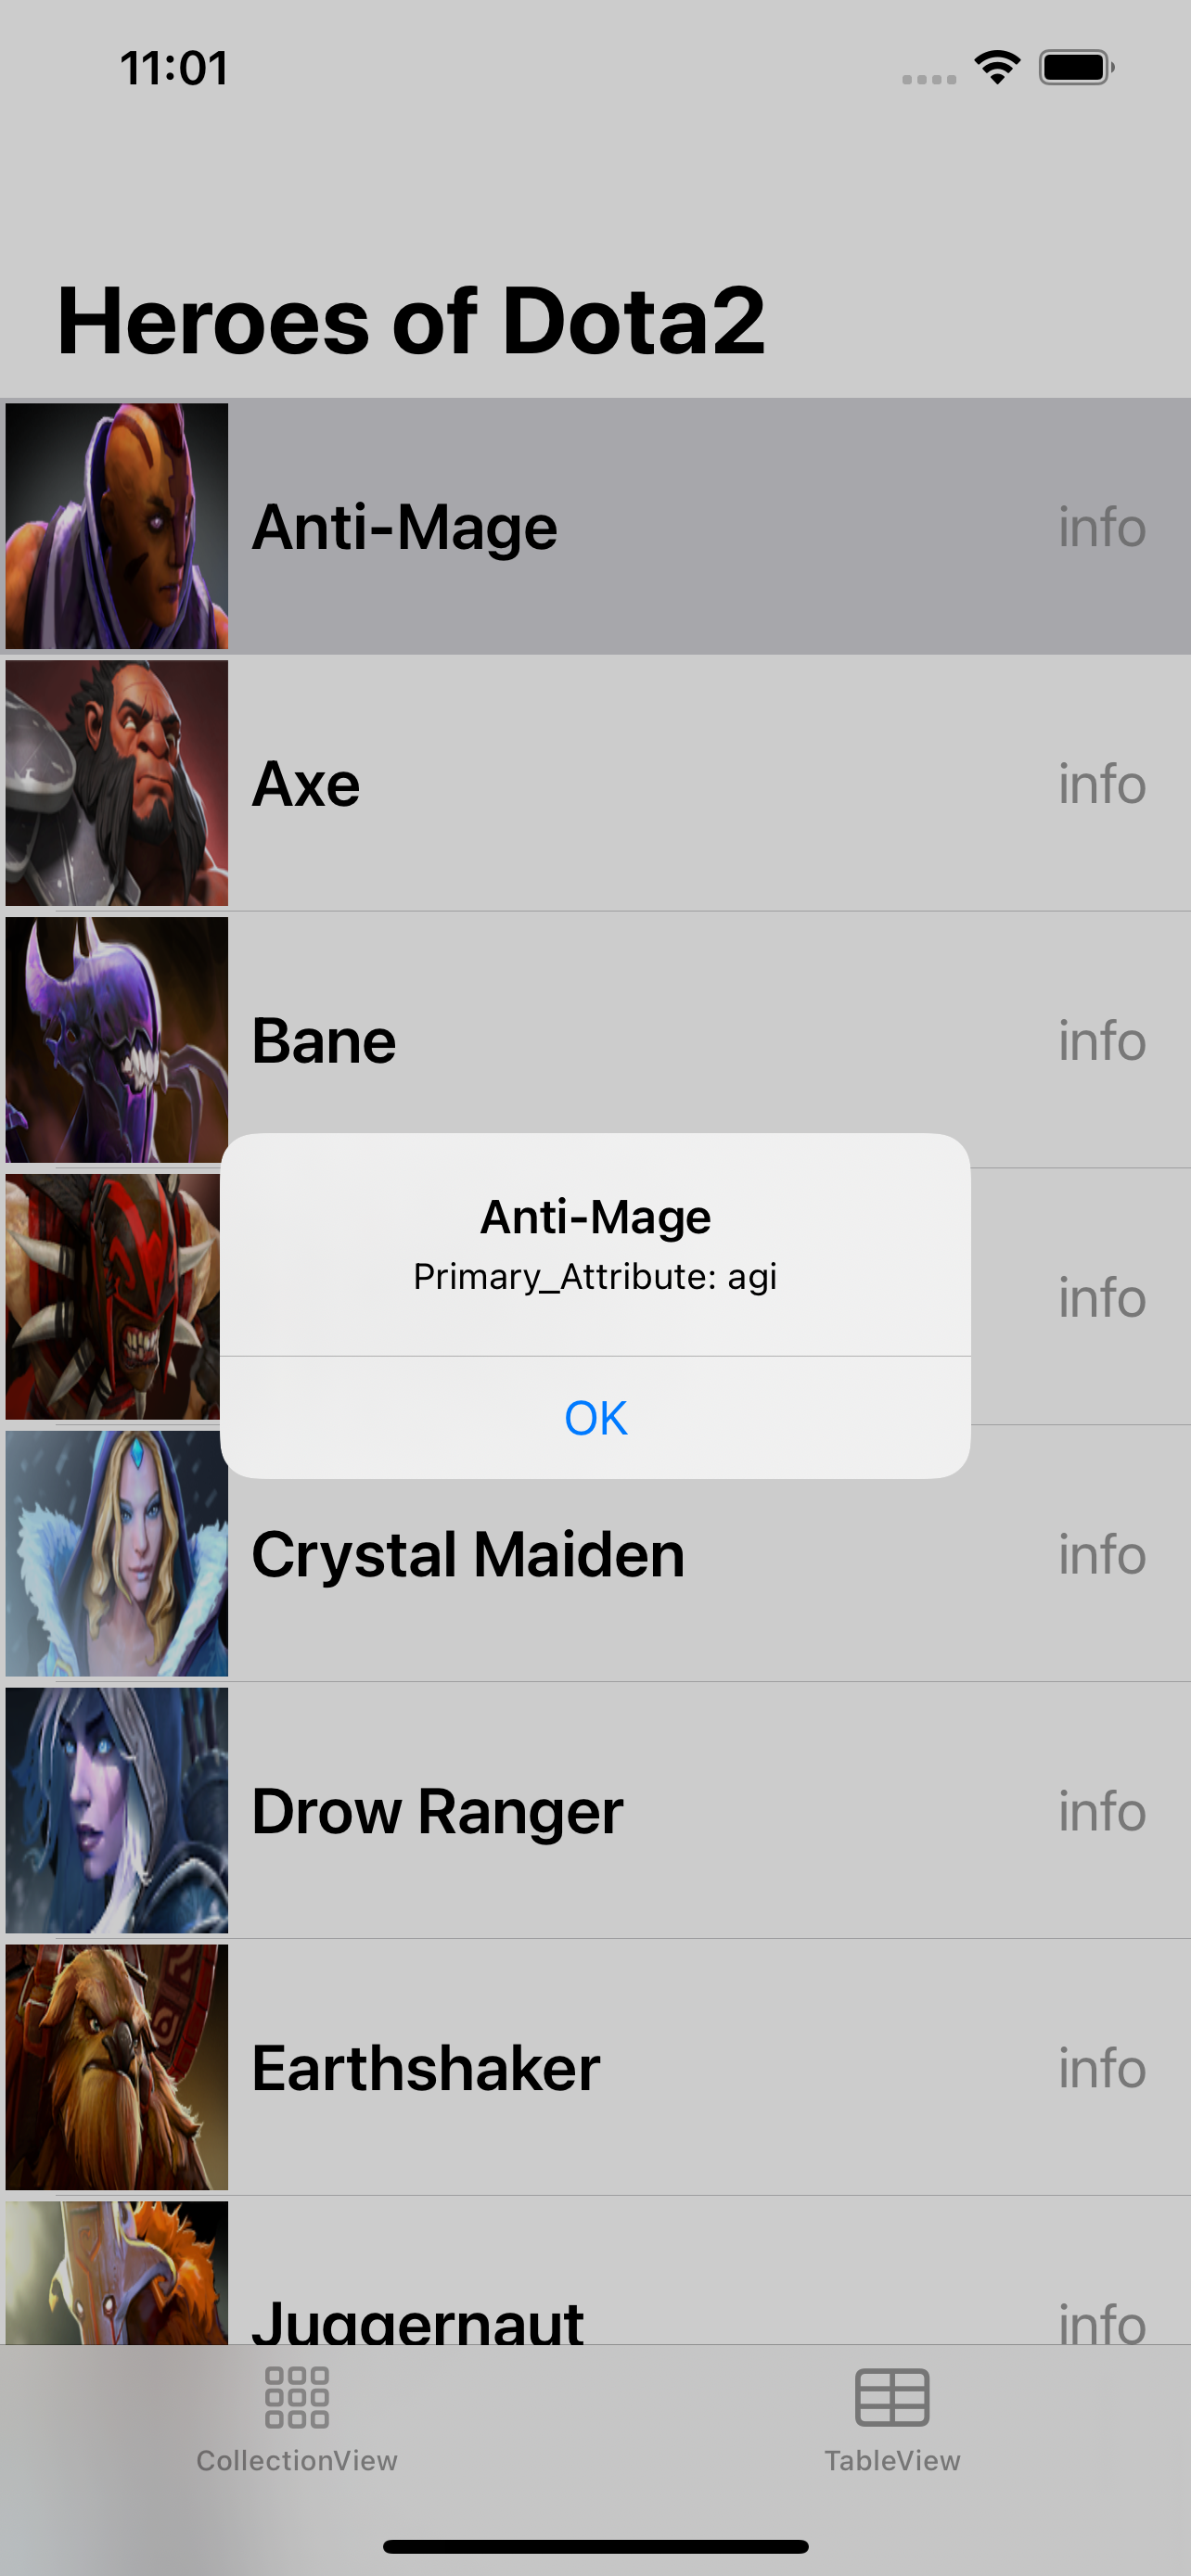 11:01
Heroes of Dota2
Anti-Mage
info
Axe
info
Bane
info
Anti-Mage
Primary_Attribute: agi
info
OK
Crystal Maiden
info
Drow Ranger
info
Earthshaker
info
Juggernaut
info
CollectionView
TableView